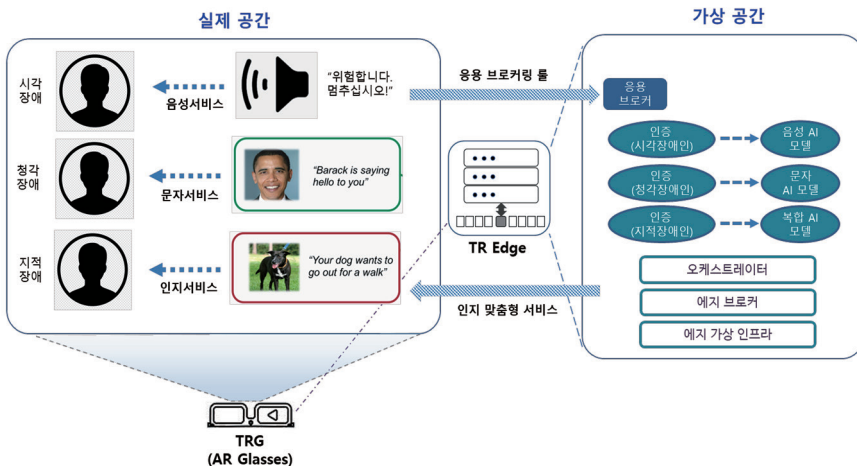 실제 공간
가상 공간
시각
장애
음성서비스
"위험합니다.
멈추십시오!"
청각
장애
문자서비스
"Barack is saying
hello to you"
지적
장애
인지서비스
"Your dog wants to
go out for a walk"
응용 브로커링 룰
TR Edge
인지 맞춤형 서비스
응용
브로커
인증
(시각장애인)
음성 AI
모델
인증
(청각장애인)
문자
AI 모델
인증
(지적장애인)
복합 AI
모델
오케스트레이터
에지 브로커
에지 가상 인프라
TRG
(AR Glasses)